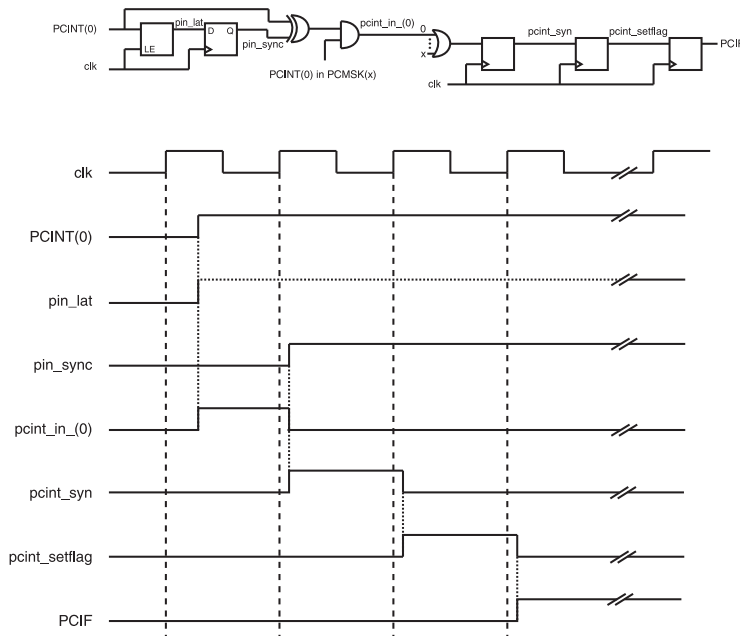 PCINT(0)
pin_lat
LE
D Q
pin_sync
clk
PCINT(0) in PCMSK(x)
pcint_in_(0)
0
x
clk
pcint_syn
pcint_setflag
clk
PCINT(0)
pin_lat
pin_sync
pcint_in_(0)
pcint_syn
pcint_setflag
PCIF